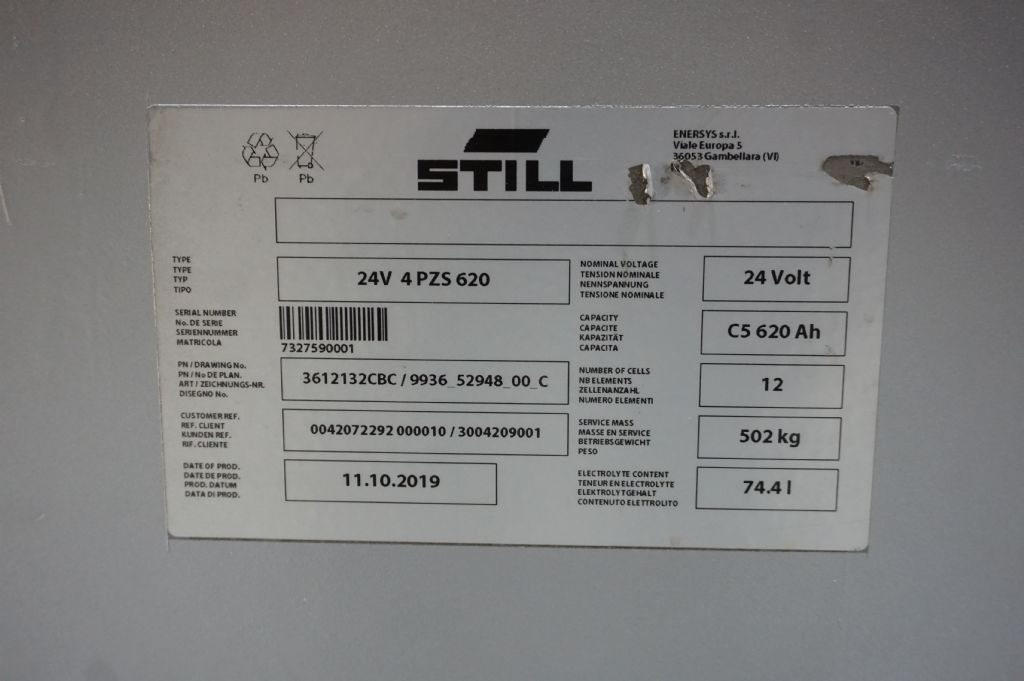 Pb
Pb
STILL
ENERSYS s.r.l.
Viale Europa 5
36053 Gambellara (VI)
TYPE
TYPE
TYP
TIPO
24V 4 PZS 620
SERIAL NUMBER
No. DE SERIE
SERIENNUMMER
MATRICOLA
7327590001
PN / DRAWING No.
PN / No DE PLAN.
ART / ZEICHNUNGS-NR.
DISEGNO No.
3612132CBC / 9936_52948_00_C
CUSTOMER REF.
REF. CLIENT
KUNDEN REF.
RIF. CLIENTE
0042072292 000010 / 3004209001
DATE OF PROD.
DATE DE PROD.
PROD. DATUM
DATA DI PROD.
11.10.2019
NOMINAL VOLTAGE
TENSION NOMINALE
NENNSPANNUNG
TENSIONE NOMINALE
24 Volt
CAPACITY
CAPACITE
KAPAZITÄT
CAPACITA
C5 620 Ah
NUMBER OF CELLS
NB ELEMENTS
ZELLENANZAHL
NUMERO ELEMENTI
12
SERVICE MASS
MASSE EN SERVICE
BETRIEBSGEWICHT
PESO
502 kg
ELECTROLYTE CONTENT
TENEUR EN ELECTROLYTE
ELEKTROLYTGEHALT
CONTENUTO ELETTROLITO
74.4 l